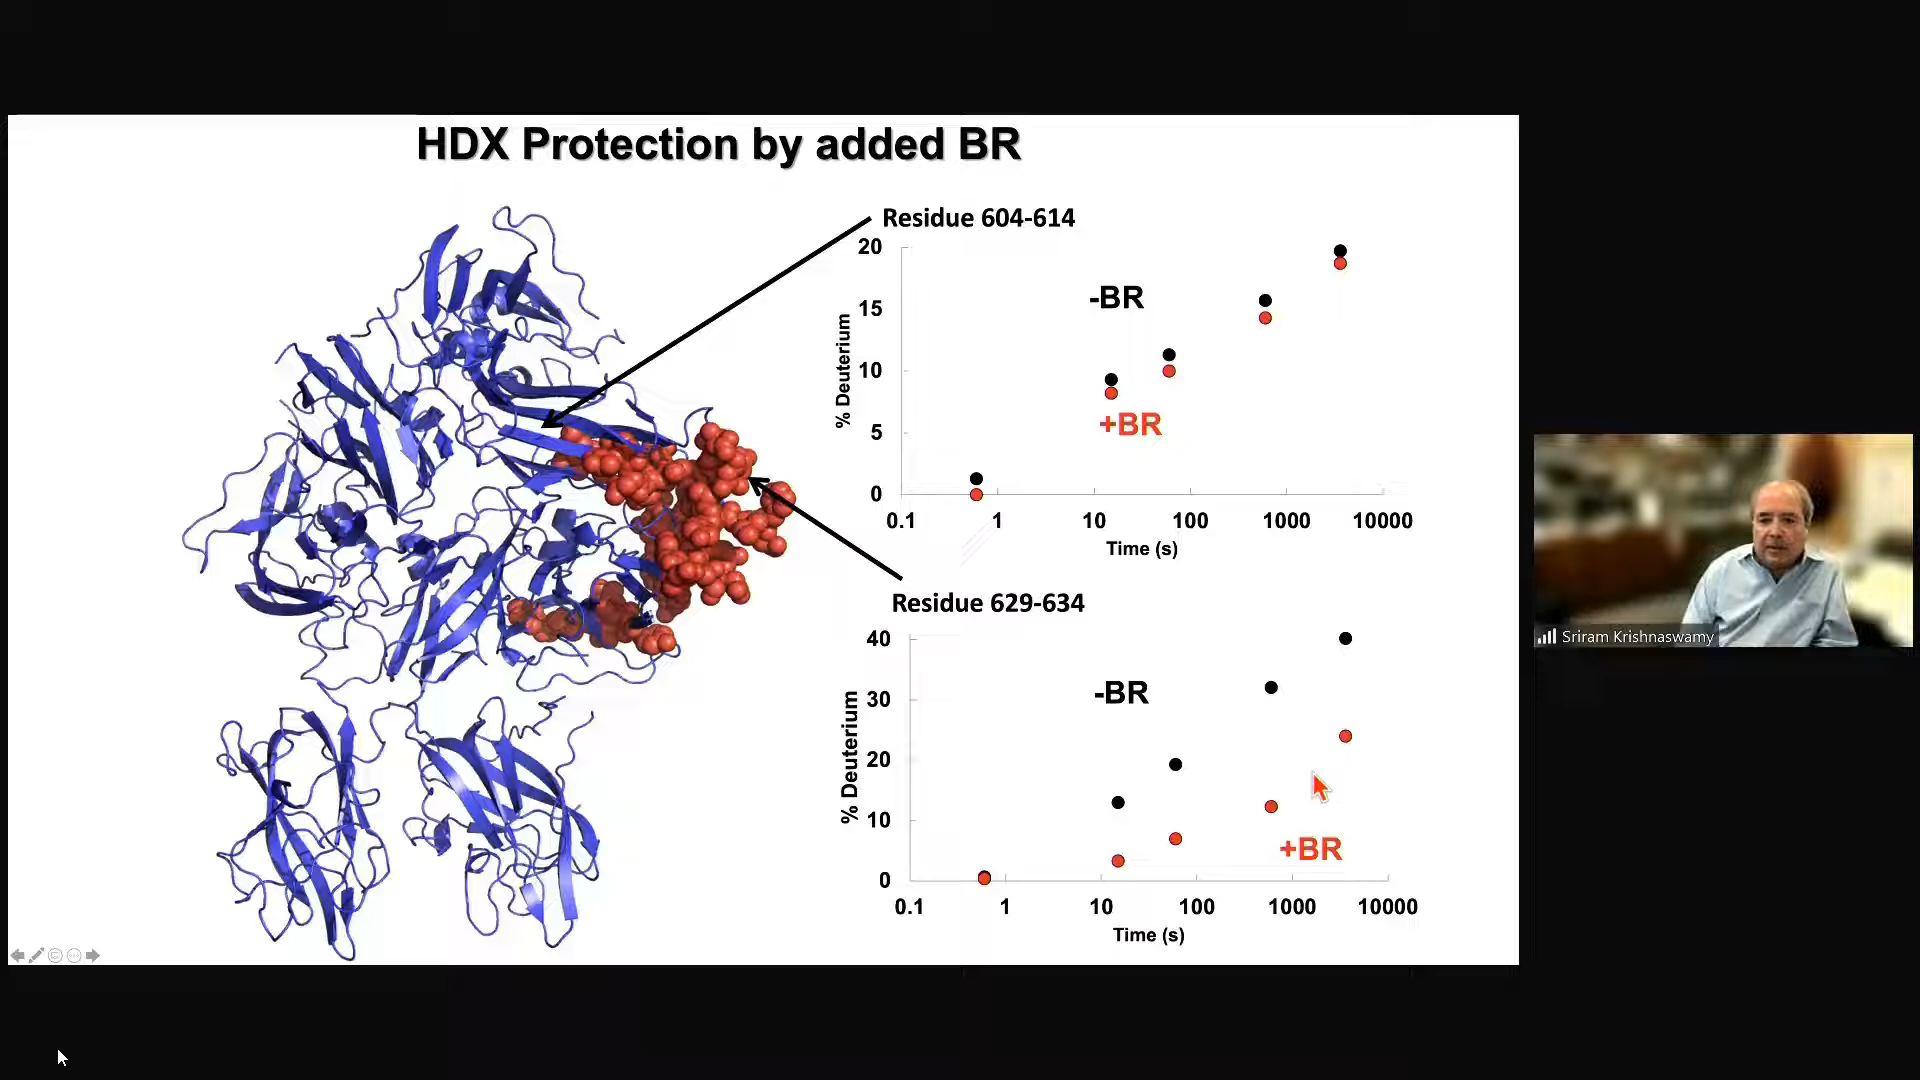 HDX Protection by added BR
Residue 604-614
20
15
10
5
0
% Deuterium
-BR
+BR
0.1 1 10 100 1000 10000
Time (s)
Residue 629-634
40
30
20
10
0
% Deuterium
-BR
+BR
0.1 1 10 100 1000 10000
Time (s)
Sriram Krishnaswamy